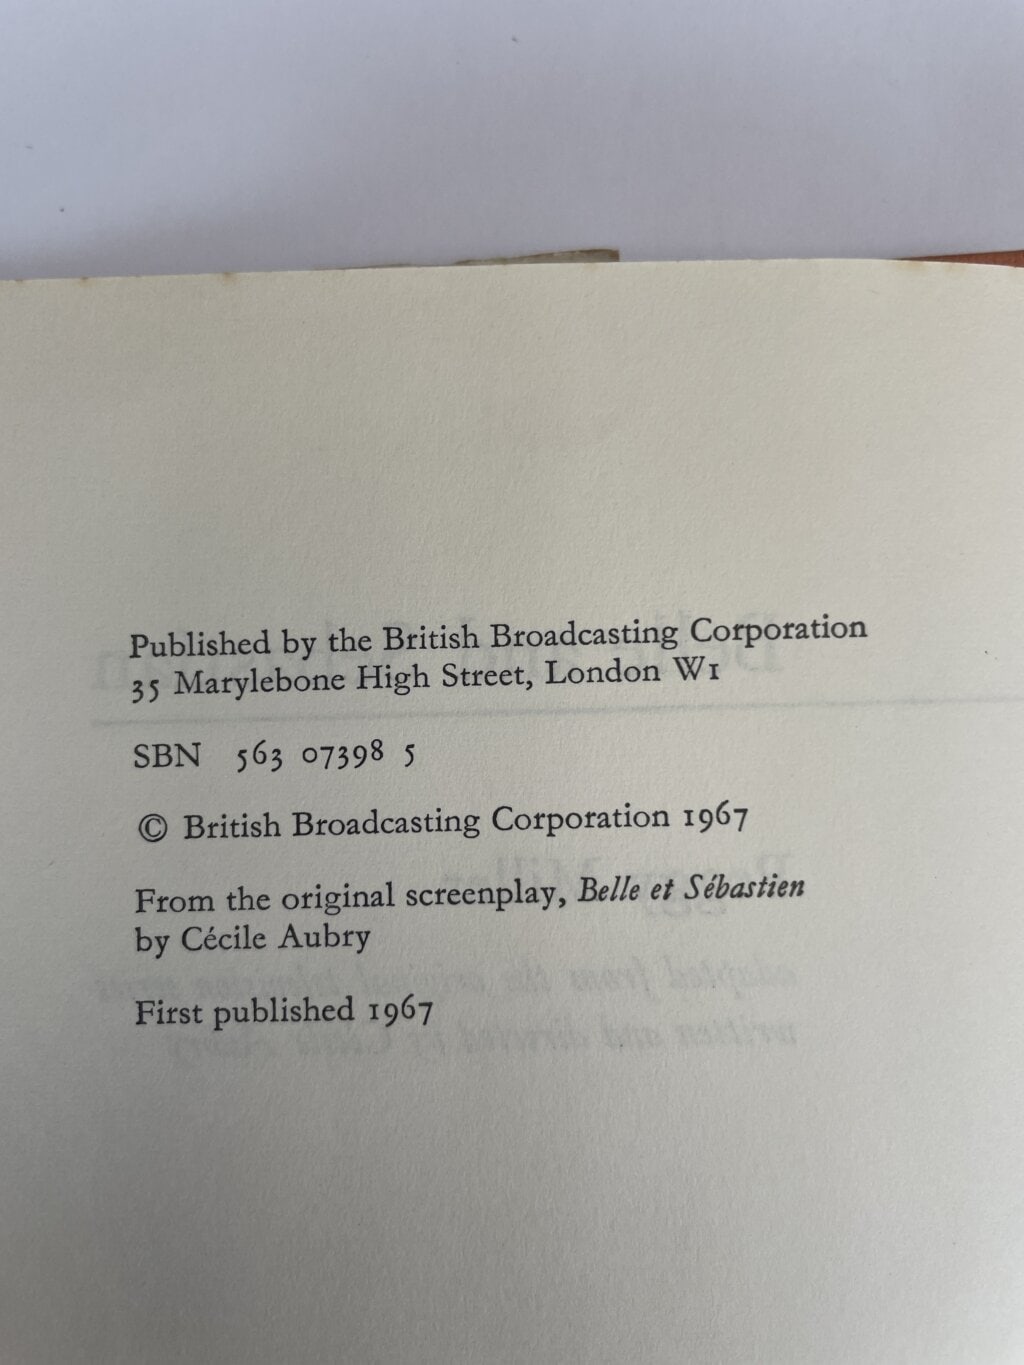 Published by the British Broadcasting Corporation
35 Marylebone High Street, London W1
SBN 563 07398 5
© British Broadcasting Corporation 1967
From the original screenplay, Belle et Sébastien
by Cécile Aubry
First published 1967